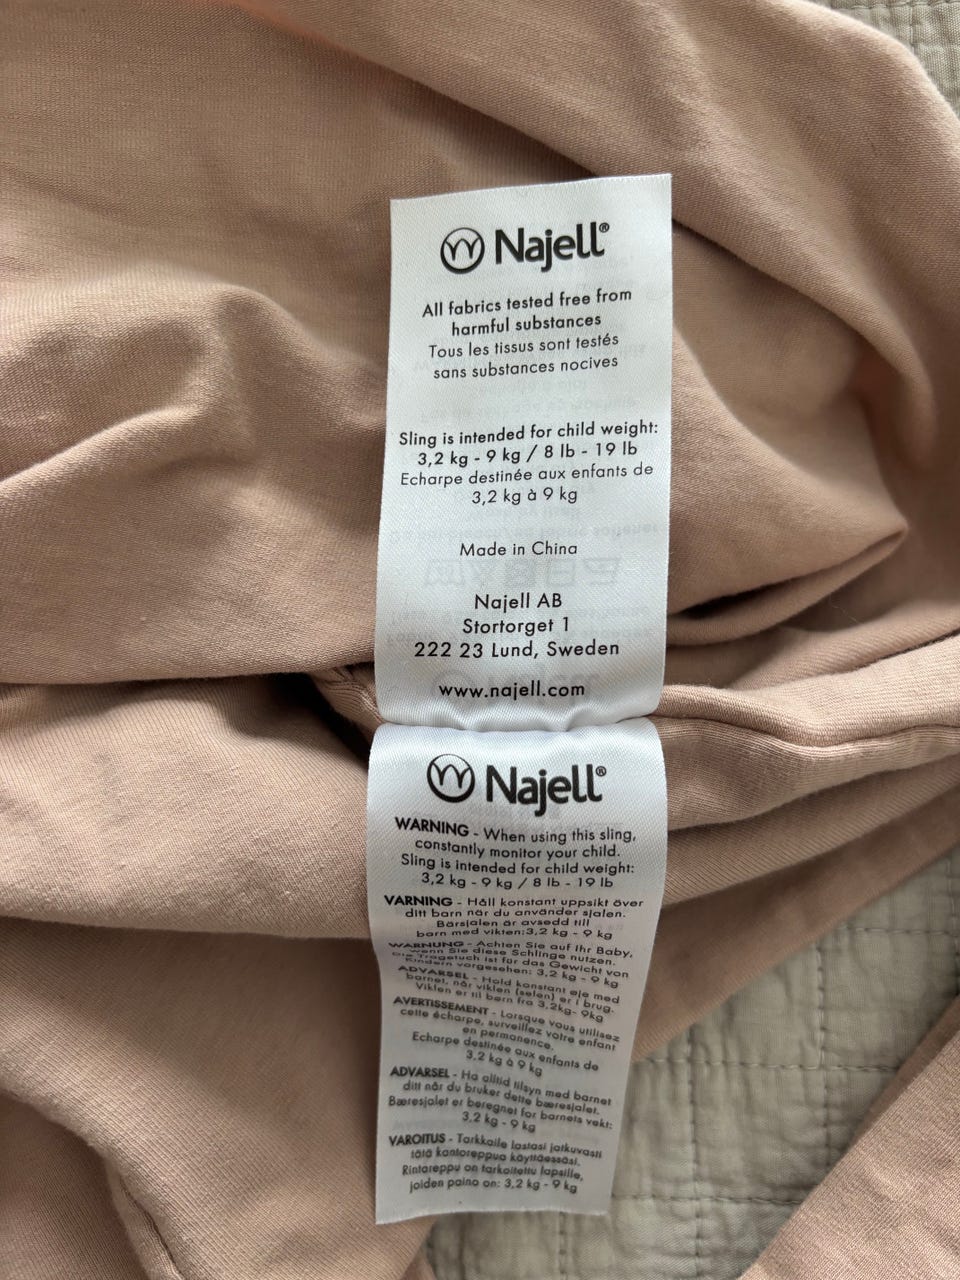 Najell®
All fabrics tested free from
harmful substances
Tous les tissus sont testés
sans substances nocives
Sling is intended for child weight:
3,2 kg - 9 kg / 8 lb - 19 lb
Echarpe destinée aux enfants de
3,2 kg à 9 kg
Made in China
Najell AB
Stortorget 1
222 23 Lund, Sweden
www.najell.com
Najell®
WARNING - When using this sling,
constantly monitor your child.
Sling is intended for child weight:
3,2 kg - 9 kg / 8 lb - 19 lb
VARNING - Håll konstant uppsikt över
ditt barn när du använder sjalen.
Bärsjalen är avsedd till
barn med vikten:3,2 kg - 9 kg
WARNUNG - Achten Sie auf Ihr Baby,
wenn Sie diese Schlinge nutzen.
Die Tragetuch ist für das Gewicht von
Kindern vorgesehen: 3,2 kg - 9 kg
ADVARSEL - Hold konstant øje med
barnet, når viklen (selen) er i brug.
Viklen er til børn fra 3,2kg- 9kg
AVERTISSEMENT - Lorsque vous utilisez
cette écharpe, surveillez votre enfant
en permanence.
Echarpe destinée aux enfants de
3,2 kg à 9 kg
ADVARSEL - Ha alltid tilsyn med barnet
ditt når du bruker dette bæresjalet.
Bæresjalet er beregnet for barnets vekt:
3,2 kg - 9 kg
VAROITUS - Tarkkaile lastasi jatkuvasti
tätä kantoreppua käyttäessäsi.
Rintareppu on tarkoitettu lapsille,
joiden paino on: 3,2 kg - 9 kg